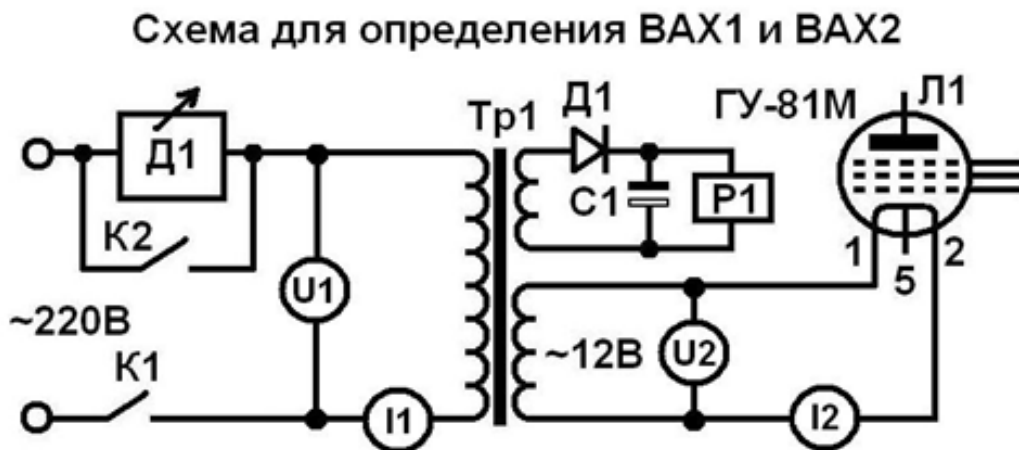 Схема для определения ВАХ1 и ВАХ2
Д1
К2
~220В
К1
U1
I1
Тр1
Д1
С1
Р1
ГУ-81М
Л1
1
5
2
~12В
U2
I2